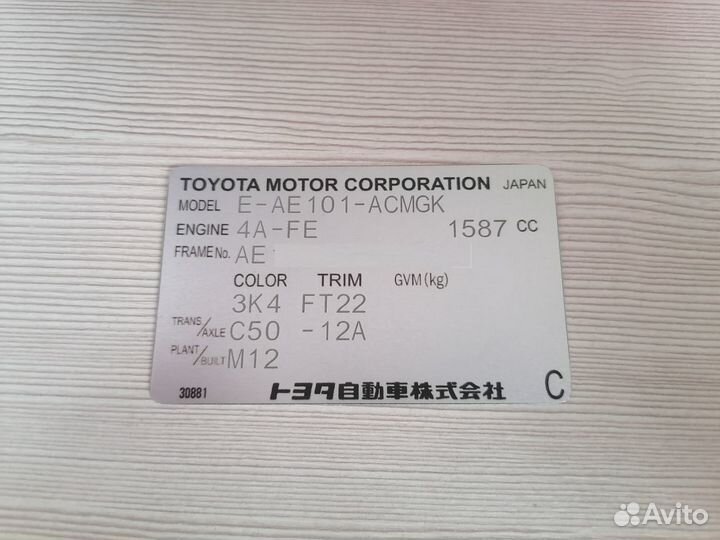 TOYOTA MOTOR CORPORATION JAPAN
MODEL E-AE101-ACMGK
ENGINE 4A-FE 1587 CC
FRAME No. AE
COLOR TRIM GVM(kg)
3K4 FT22
TRANS/AXLE C50 -12A
PLANT/BUILT M12
30881 トヨタ自動車株式会社 C
Avito